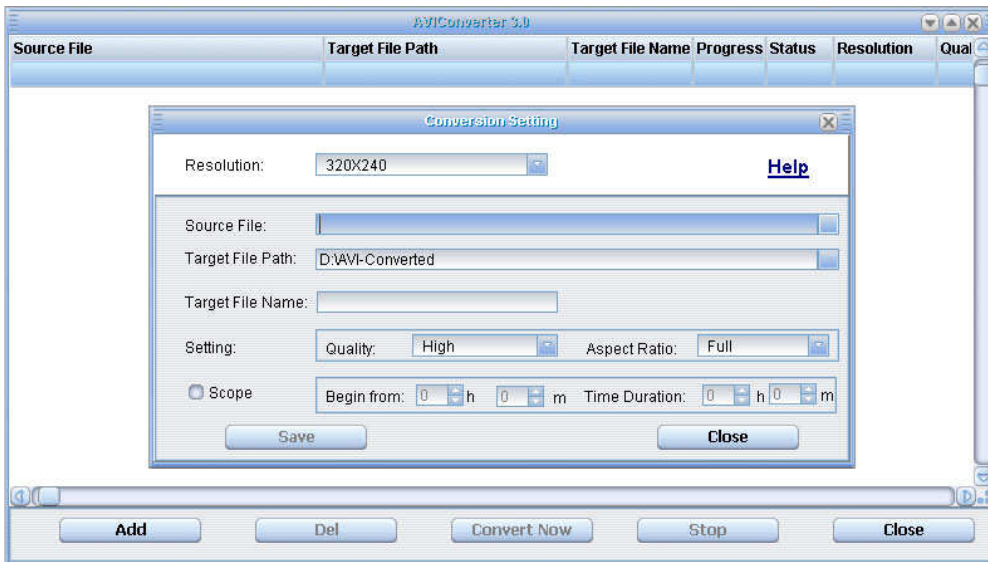 AVIConverter 3.0
Source File Target File Path Target File Name Progress Status Resolution Qual
Conversion Setting
Resolution: 320X240 Help
Source File:
Target File Path: D:\AVI-Converted
Target File Name:
Setting: Quality: High Aspect Ratio: Full
Scope Begin from: 0 h 0 m Time Duration: 0 h 0 m
Save Close
Add Del Convert Now Stop Close